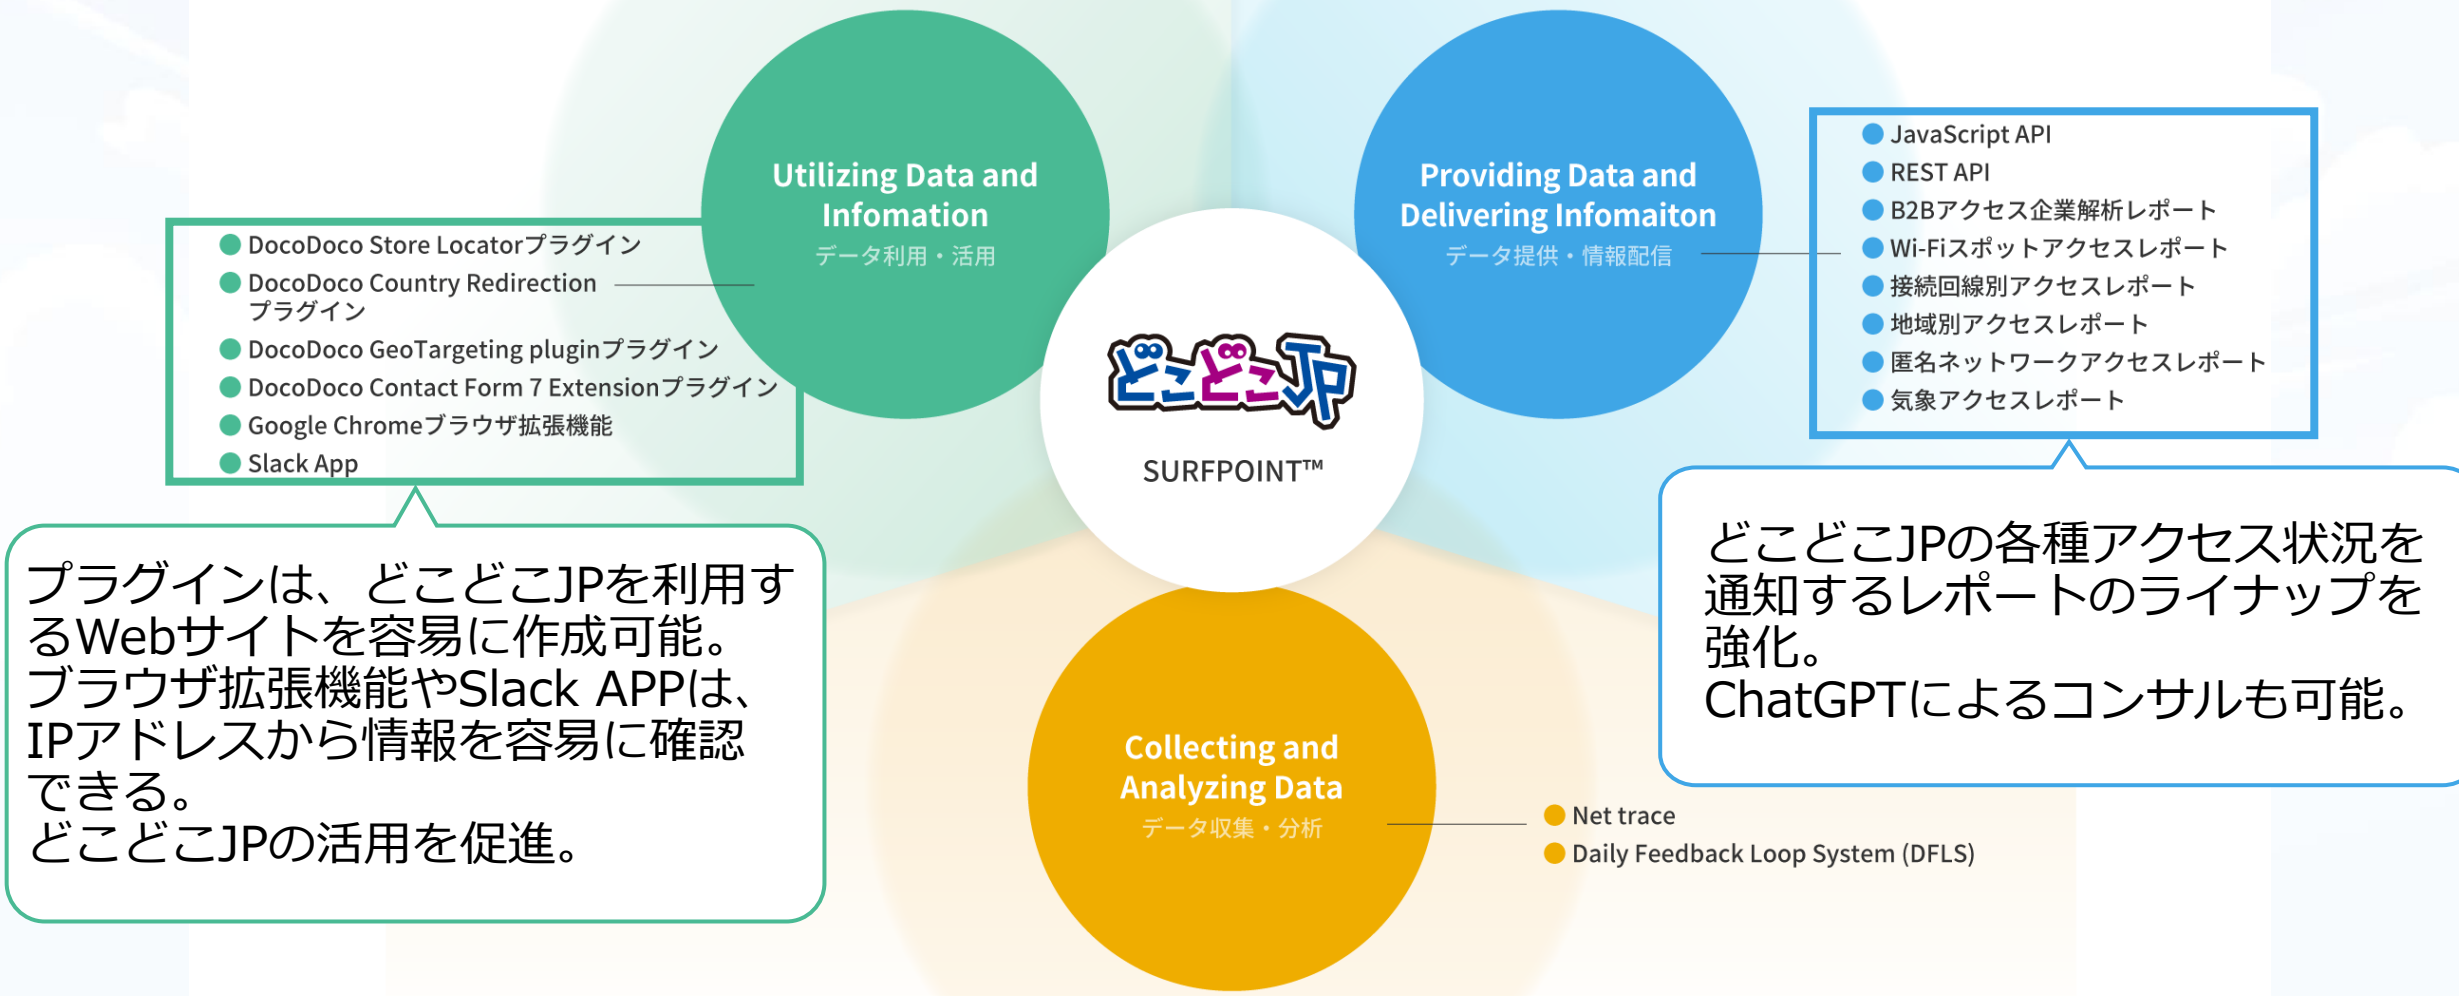 Utilizing Data and
Infomation
データ利用・活用
DocoDoco Store Locatorプラグイン
DocoDoco Country Redirection
プラグイン
DocoDoco GeoTargeting pluginプラグイン
DocoDoco Contact Form 7 Extensionプラグイン
Google Chromeブラウザ拡張機能
Slack App
プラグインは、どこどこJPを利用す
るWebサイトを容易に作成可能。
ブラウザ拡張機能やSlack APPは、
IPアドレスから情報を容易に確認
できる。
どこどこJPの活用を促進。
Providing Data and
Delivering Infomaiton
データ提供・情報配信
JavaScript API
REST API
B2Bアクセス企業解析レポート
Wi-Fiスポットアクセスレポート
接続回線別アクセスレポート
地域別アクセスレポート
匿名ネットワークアクセスレポート
気象アクセスレポート
どこどこJPの各種アクセス状況を
通知するレポートのライナップを
強化。
ChatGPTによるコンサルも可能。
どこどこJP
SURFPOINT™
Collecting and
Analyzing Data
データ収集・分析
Net trace
Daily Feedback Loop System (DFLS)